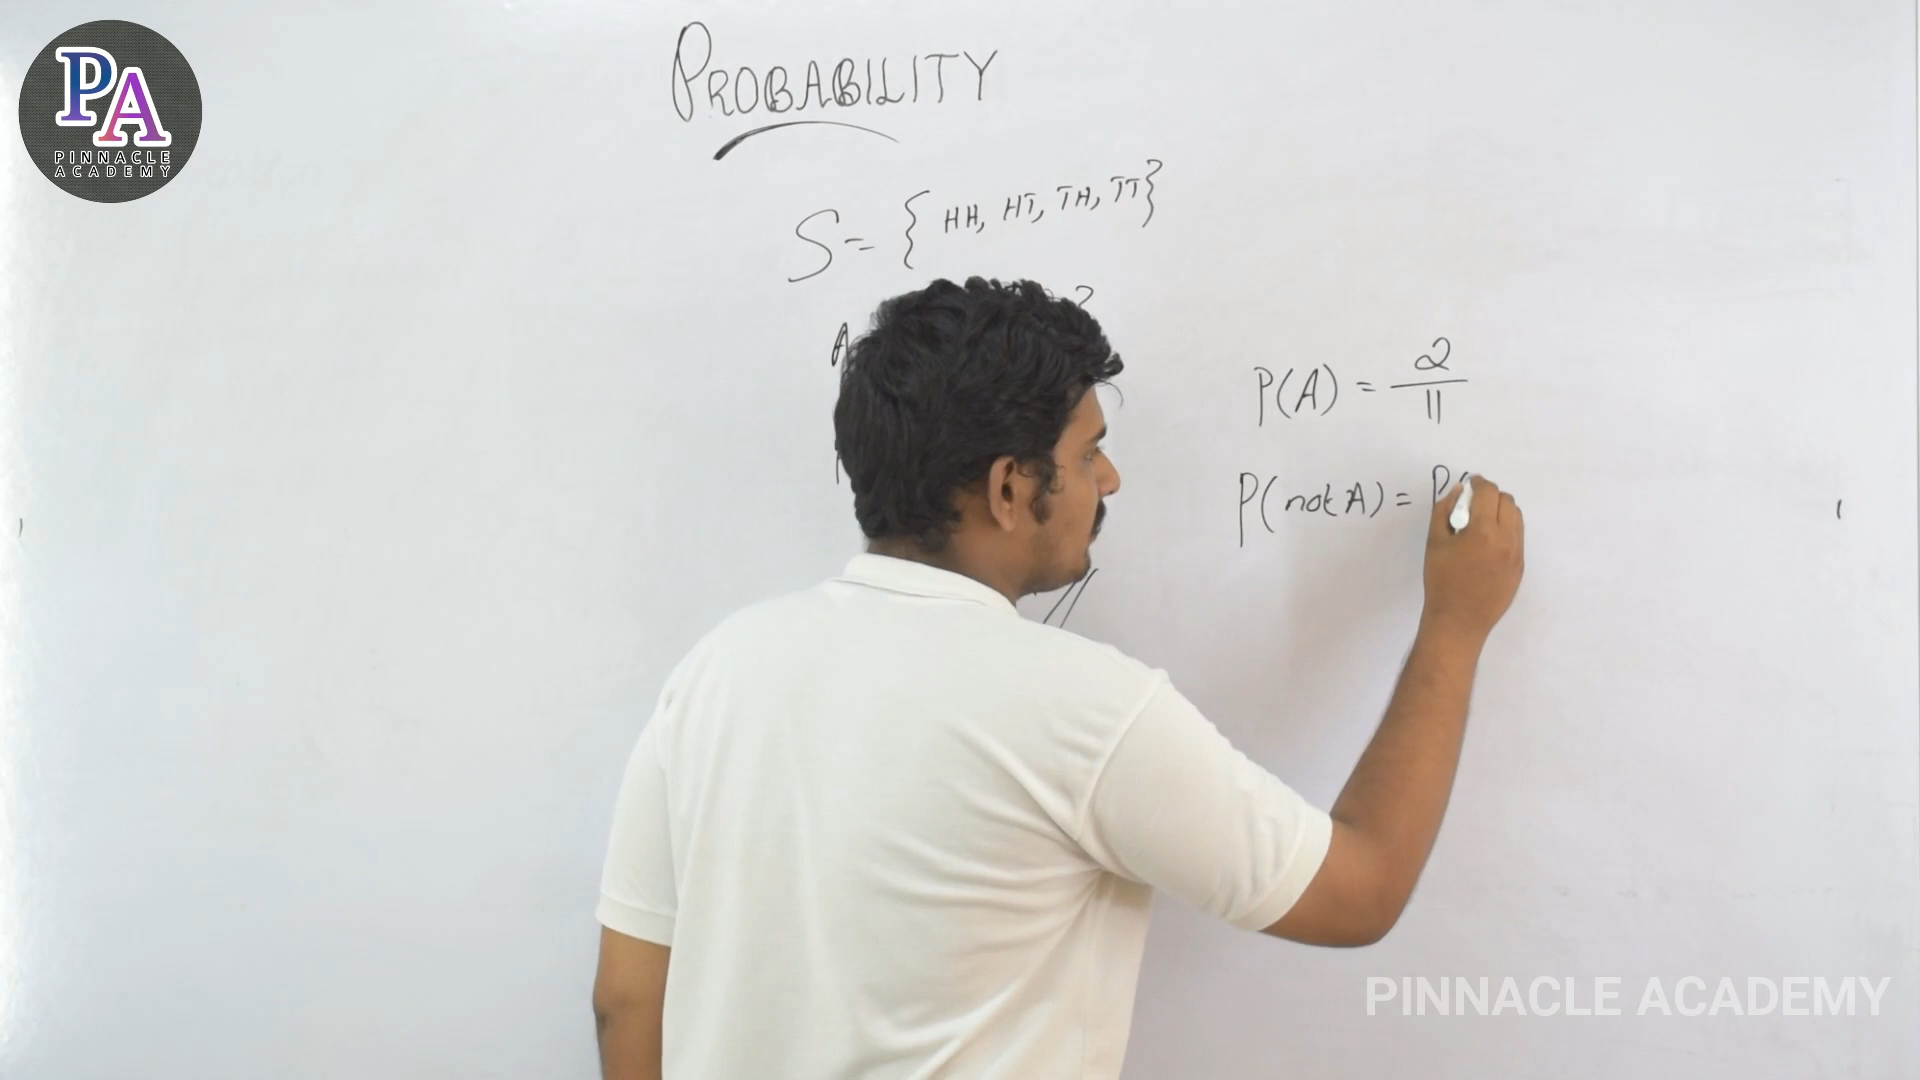 PA
PINNACLE
ACADEMY
PROBABILITY
S = { HH, HT, TH, TT}
A
P(A) = 2/11
P(not A) = P(
PINNACLE ACADEMY